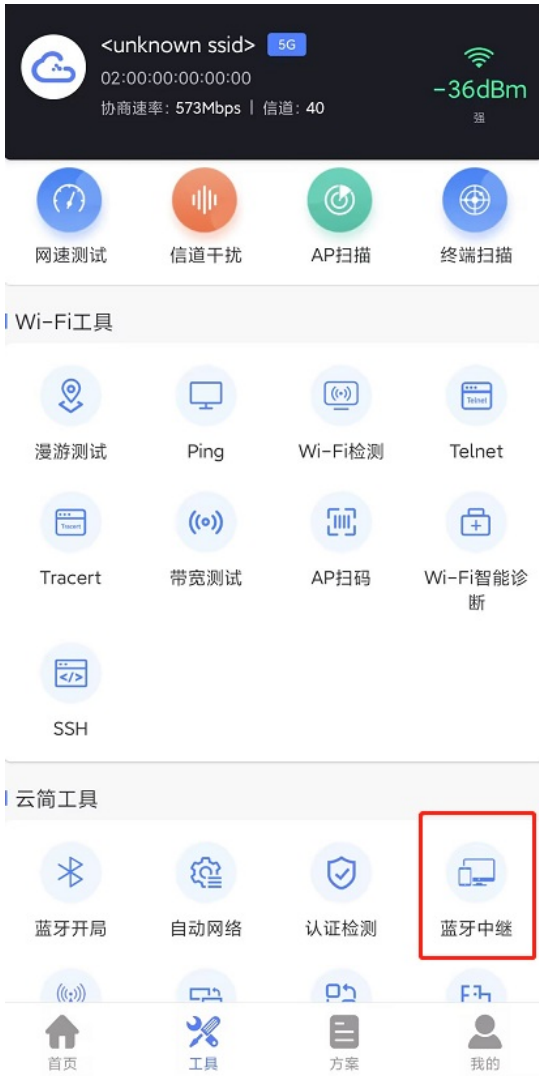 <unknown ssid> 5G
02:00:00:00:00:00
协商速率: 573Mbps | 信道: 40
-36dBm
强
网速测试 信道干扰 AP扫描 终端扫描
Wi-Fi工具
Telnet
漫游测试 Ping Wi-Fi检测 Telnet
Tracert
Tracert 带宽测试 AP扫码 Wi-Fi智能诊
断
SSH
云简工具
蓝牙开局 自动网络 认证检测 蓝牙中继
首页 工具 方案 我的